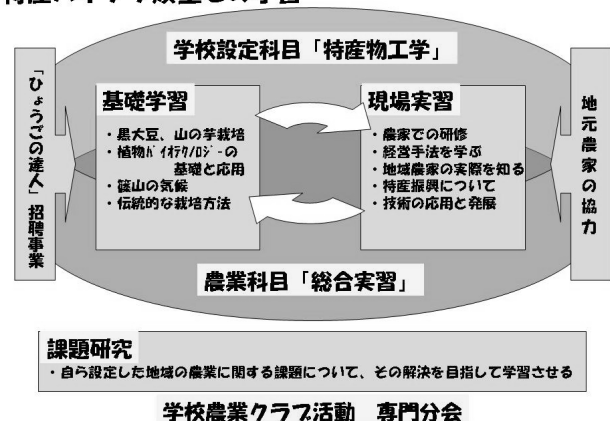 学校設定科目「特産物工学」
「ひょうごの達人」招聘事業
基礎学習
・黒大豆、山の芋栽培
・植物ﾊﾞｲｵﾃｸﾉﾛｼﾞｰの
基礎と応用
・篠山の気候
・伝統的な栽培方法
現場実習
・農家での研修
・経営手法を学ぶ
・地域農家の実際を知る
・特産振興について
・技術の応用と発展
地元農家の協力
農業科目「総合実習」
課題研究
・自ら設定した地域の農業に関する課題について、その解決を目指して学習させる
学校農業クラブ活動　専門分会